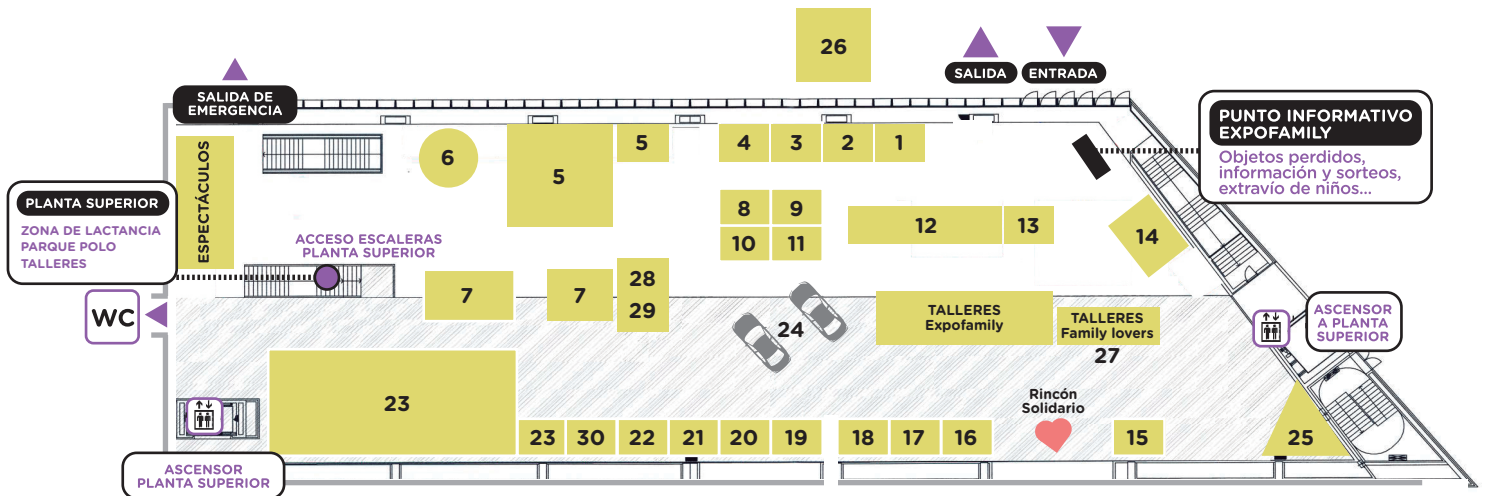 26
SALIDA
ENTRADA
SALIDA DE
EMERGENCIA
PUNTO INFORMATIVO
EXPOFAMILY
Objetos perdidos,
información y sorteos,
extravío de niños...
ESPECTÁCULOS
6
5
5
4
3
2
1
PLANTA SUPERIOR
ZONA DE LACTANCIA
PARQUE POLO
TALLERES
ACCESO ESCALERAS
PLANTA SUPERIOR
8
9
10
11
12
13
14
7
7
28
29
WC
24
TALLERES
Expofamily
TALLERES
Family lovers
27
ASCENSOR
A PLANTA
SUPERIOR
23
Rincón
Solidario
23
30
22
21
20
19
18
17
16
15
25
ASCENSOR
PLANTA SUPERIOR